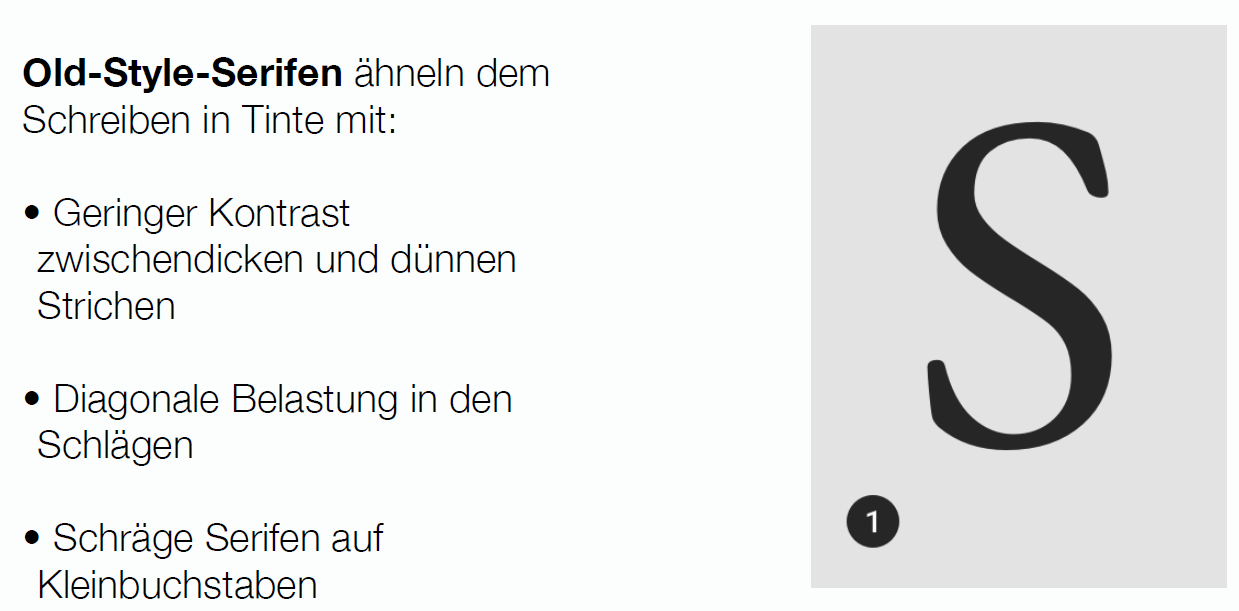 Old-Style-Serifen ähneln dem
Schreiben in Tinte mit:
• Geringer Kontrast
zwischendicken und dünnen
Strichen
• Diagonale Belastung in den
Schlägen
• Schräge Serifen auf
Kleinbuchstaben
S
1